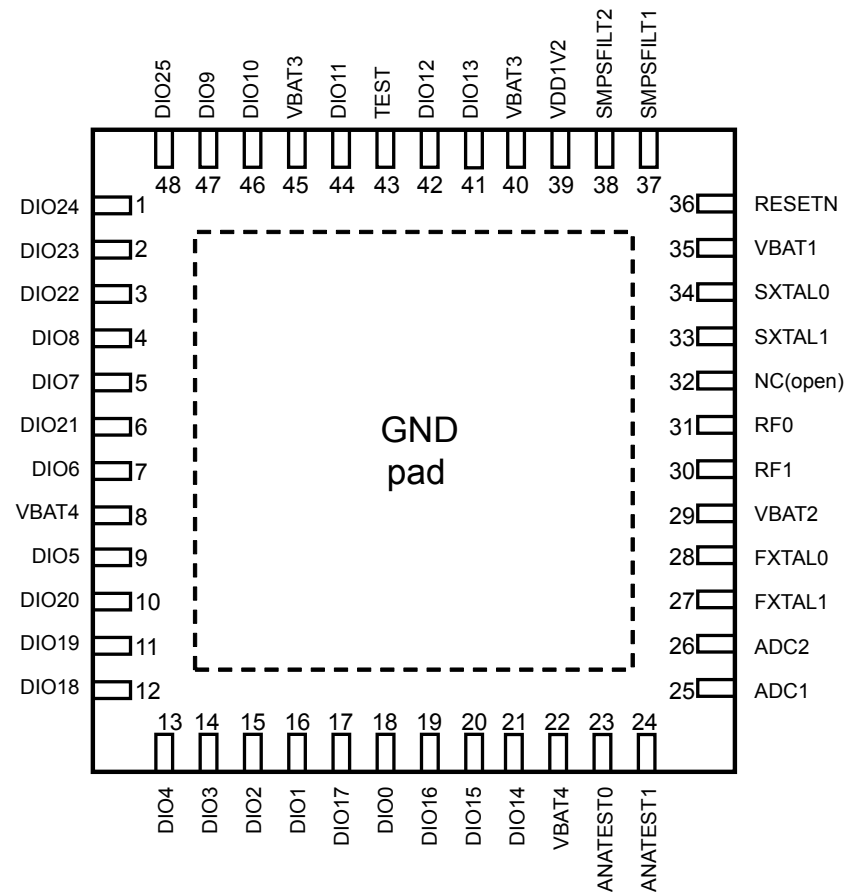 DIO25 DIO9 DIO10 VBAT3 DIO11 TEST DIO12 DIO13 VBAT3 VDD1V2 SMPSFILT2 SMPSFILT1
48 47 46 45 44 43 42 41 40 39 38 37
DIO24 1 36 RESETN
DIO23 2 35 VBAT1
DIO22 3 34 SXTAL0
DIO8 4 33 SXTAL1
DIO7 5 32 NC(open)
DIO21 6 31 RF0
GND
DIO6 7 30 RF1
pad
VBAT4 8 29 VBAT2
DIO5 9 28 FXTAL0
DIO20 10 27 FXTAL1
DIO19 11 26 ADC2
DIO18 12 25 ADC1
13 14 15 16 17 18 19 20 21 22 23 24
DIO4 DIO3 DIO2 DIO1 DIO17 DIO0 DIO16 DIO15 DIO14 VBAT4 ANATEST0 ANATEST1